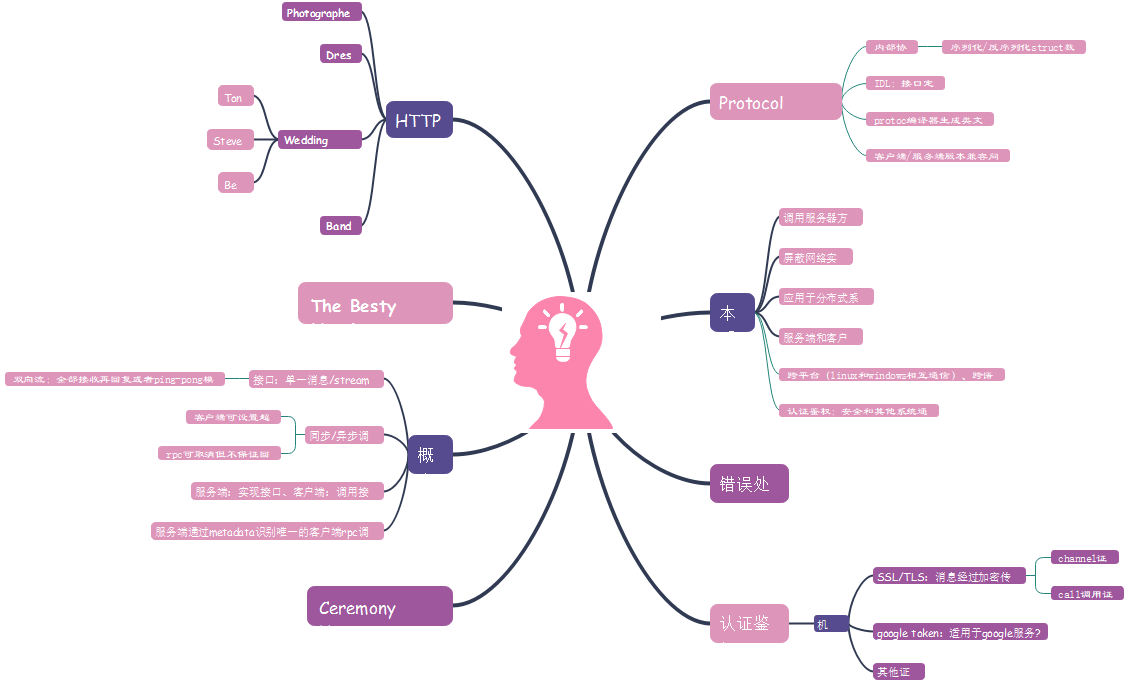 Photographe
Dres
HTTP
Ton
Steve
Wedding
Be
Band
The Besty
双向流：全部接收再回复或者ping-pong模
接口：单一消息/stream
客户端可设置超
同步/异步调
rpc可取消但不保证回
概
服务端：实现接口、客户端：调用接
服务端通过metadata识别唯一的客户端rpc调
Ceremony
Protocol
内部协
序列化/反序列化struct数
IDL：接口定
protoc编译器生成类文
客户端/服务端版本兼容问
本
调用服务器方
屏蔽网络实
应用于分布式系
服务端和客户
跨平台（linux和windows相互通信）、跨语
认证鉴权：安全和其他系统通
错误处
认证鉴
机
SSL/TLS：消息经过加密传
channel证
call调用证
google token：适用于google服务?
其他证